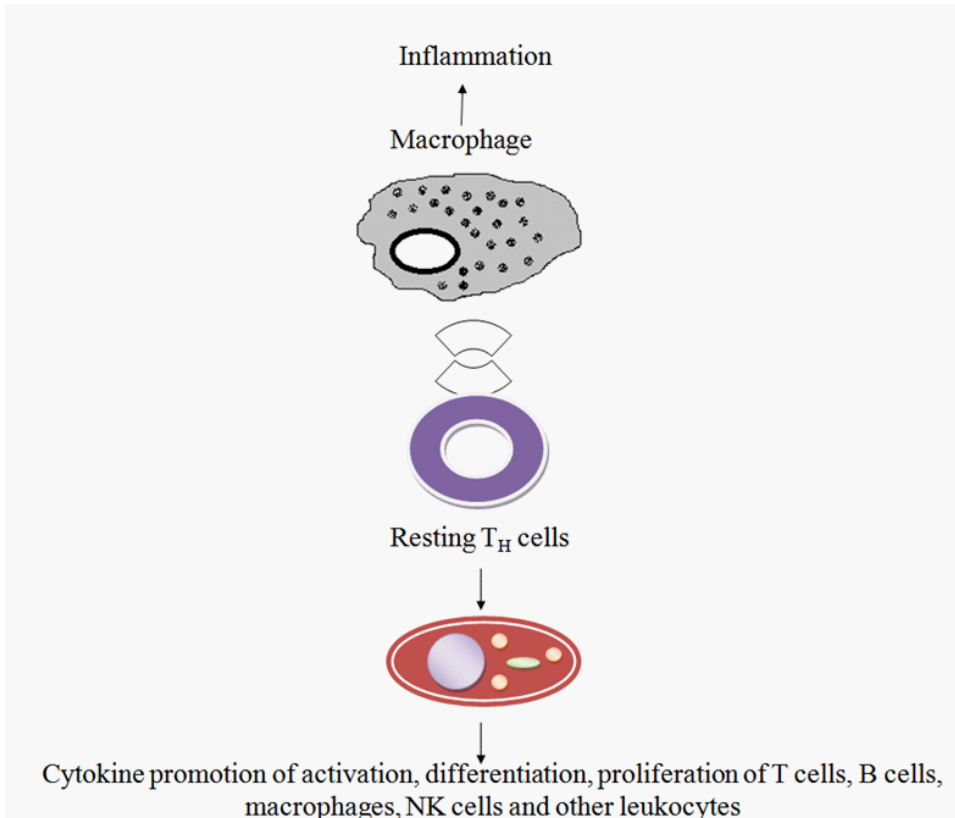 Inflammation
Macrophage
Resting T_H cells
Cytokine promotion of activation, differentiation, proliferation of T cells, B cells,
macrophages, NK cells and other leukocytes